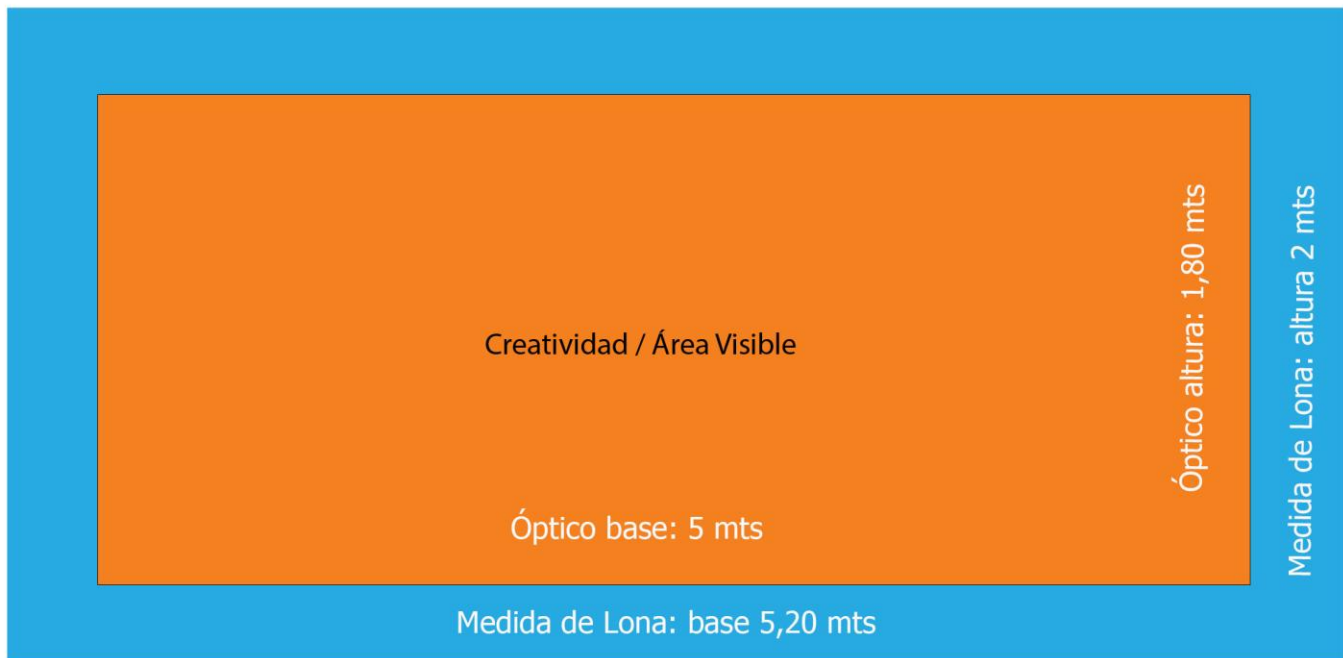 Creatividad / Área Visible
Óptico base: 5 mts
Óptico altura: 1,80 mts
Medida de Lona: altura 2 mts
Medida de Lona: base 5,20 mts